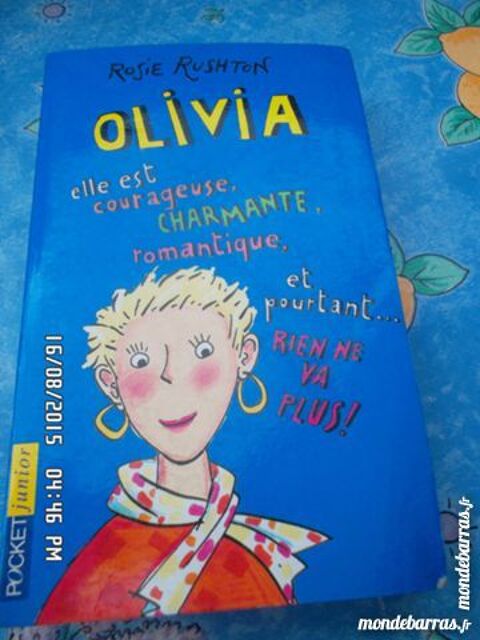 ROSIE RUSHTON
OLIVIA
elle est
courageuse,
CHARMANTE,
romantique,
et
pourtant...
RIEN NE
VA
PLUS!
POCKET junior
16/08/2015 04:46 PM
mondebarras.fr
mondebarras.fr